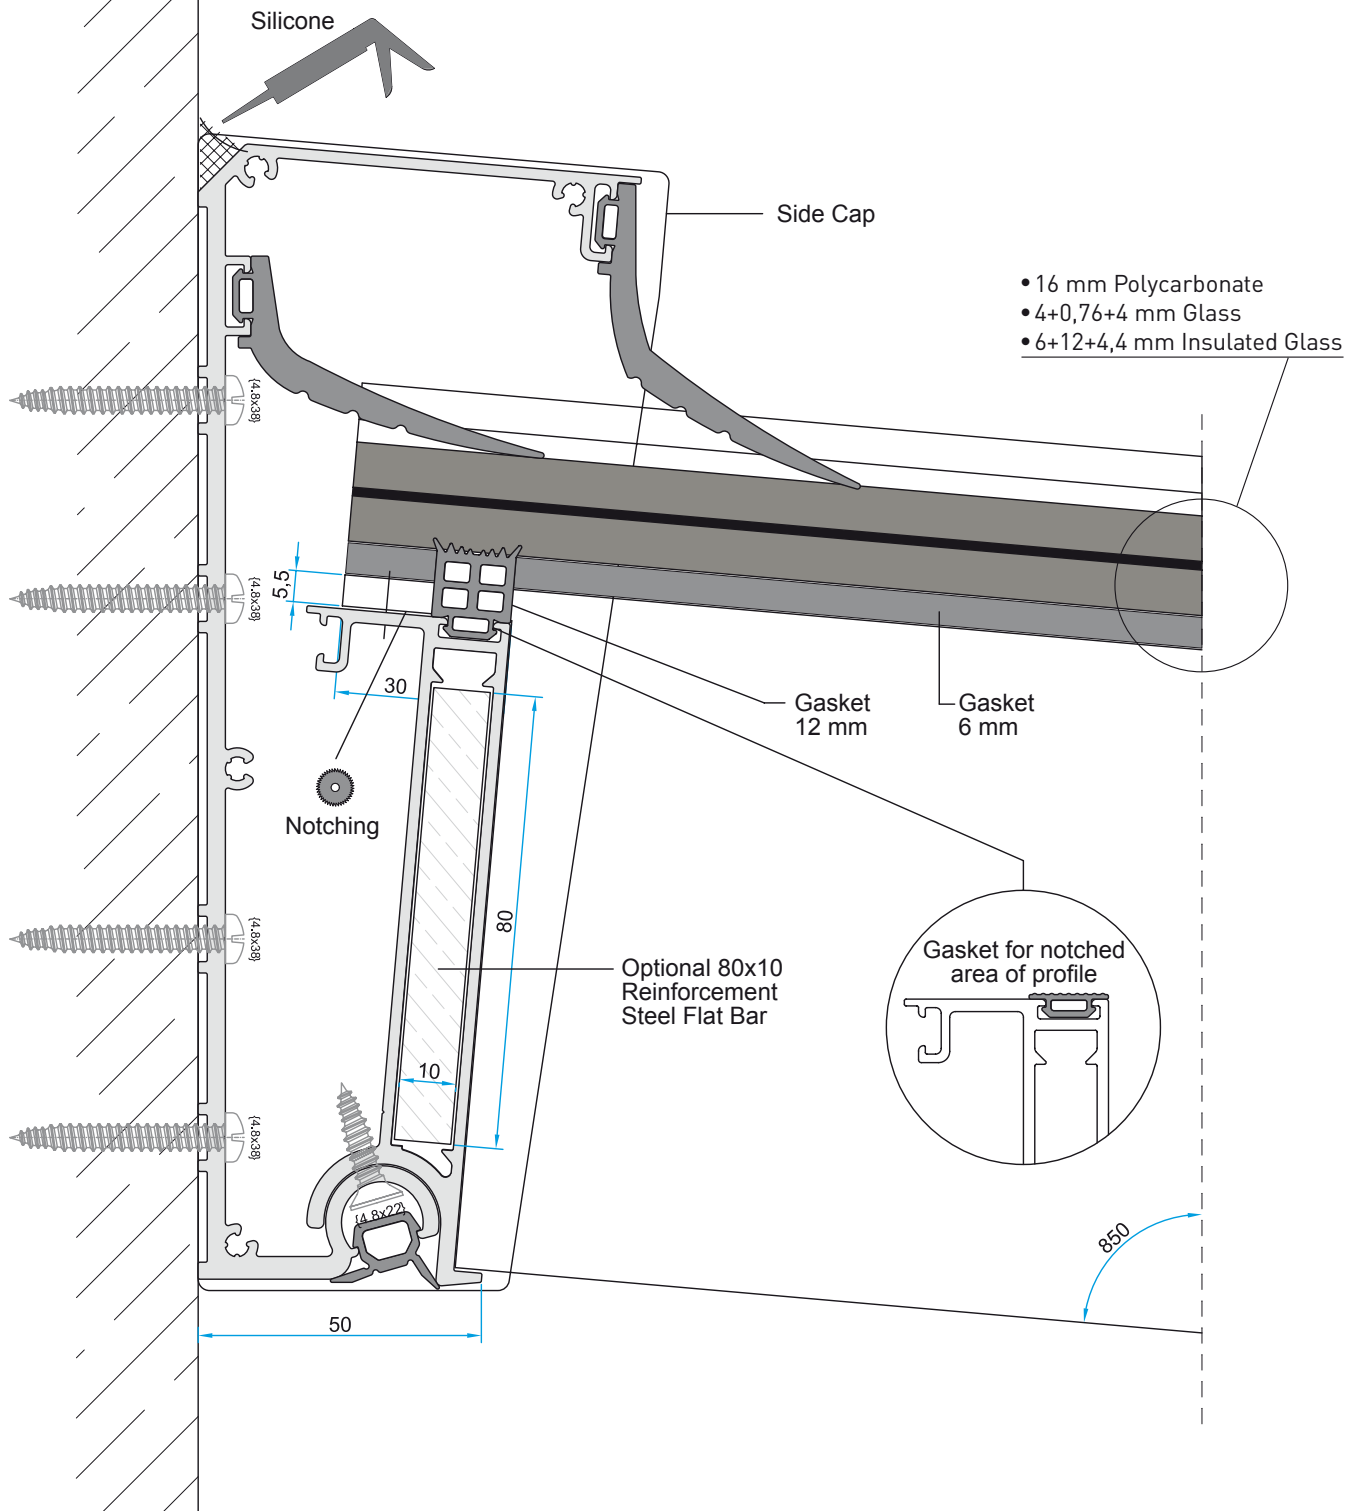 Silicone
Side Cap
• 16 mm Polycarbonate
• 4+0,76+4 mm Glass
• 6+12+4,4 mm Insulated Glass
{4.8x38}
{4.8x38}
5,5
30
Gasket
12 mm
Gasket
6 mm
Notching
80
{4.8x38}
Gasket for notched
area of profile
Optional 80x10
Reinforcement
Steel Flat Bar
10
{4.8x38}
{4.8x22}
850
50